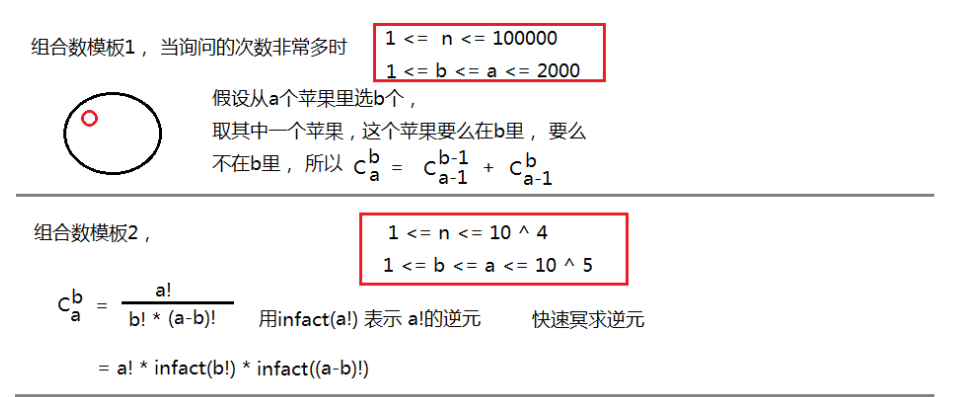 组合数模板1， 当询问的次数非常多时
1 <= n <= 100000
1 <= b <= a <= 2000
假设从a个苹果里选b个，
取其中一个苹果，这个苹果要么在b里， 要么
不在b里， 所以 C_a^b = C_{a-1}^{b-1} + C_{a-1}^b
组合数模板2，
1 <= n <= 10 ^ 4
1 <= b <= a <= 10 ^ 5
C_a^b = a! / b! * (a-b)! 用infact(a!) 表示 a!的逆元 快速冥求逆元
= a! * infact(b!) * infact((a-b)!)